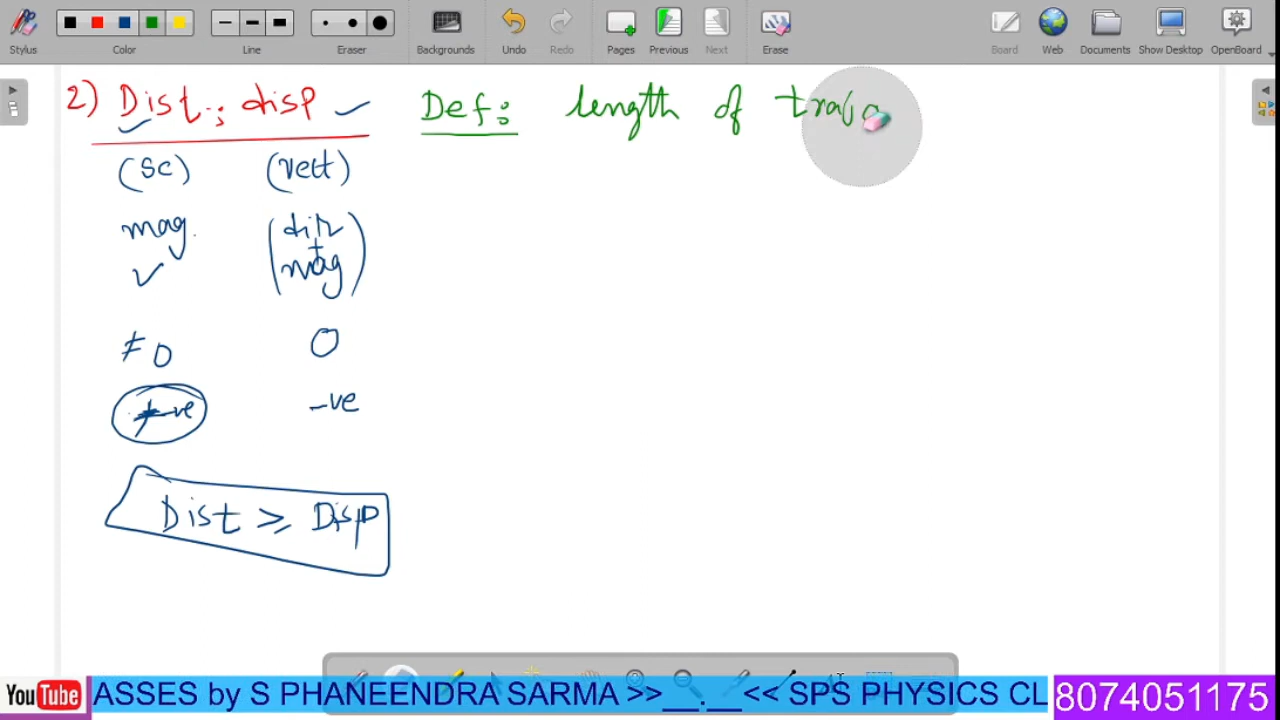 Stylus Color Line Eraser Backgrounds Undo Redo Pages Previous Next Erase Board Web Documents Show Desktop OpenBoard
2) Dist ; disp Def: length of
(sc) (vect)
mag. (dir
+
✓ mag)
≠ 0 0
+ve -ve
Dist ≥ Disp
YouTube ASSES by S PHANEENDRA SARMA >>__.__<< SPS PHYSICS CL 8074051175